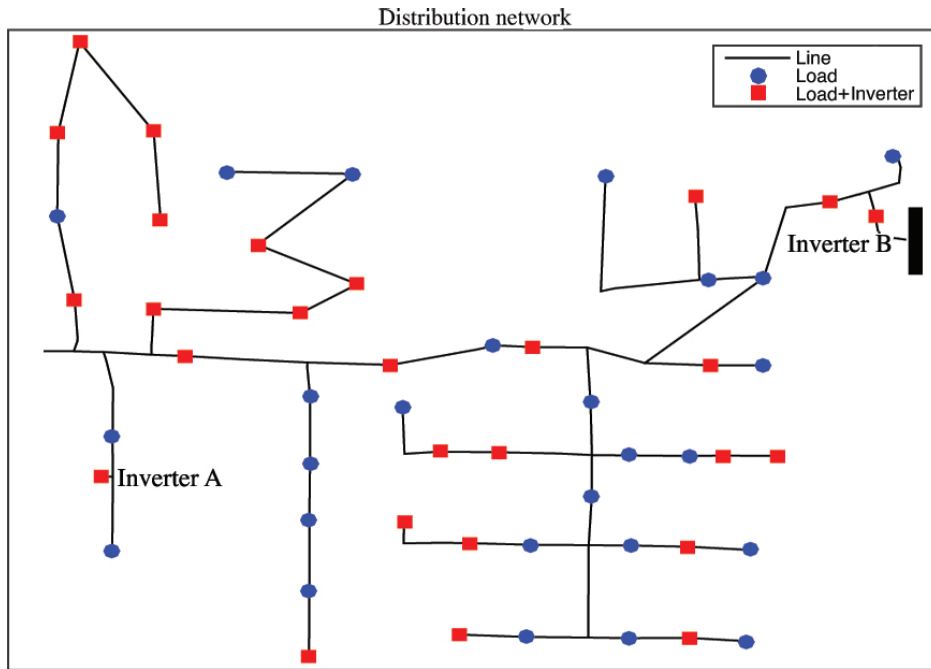 Distribution network
Line
Load
Load+Inverter
Inverter B
Inverter A